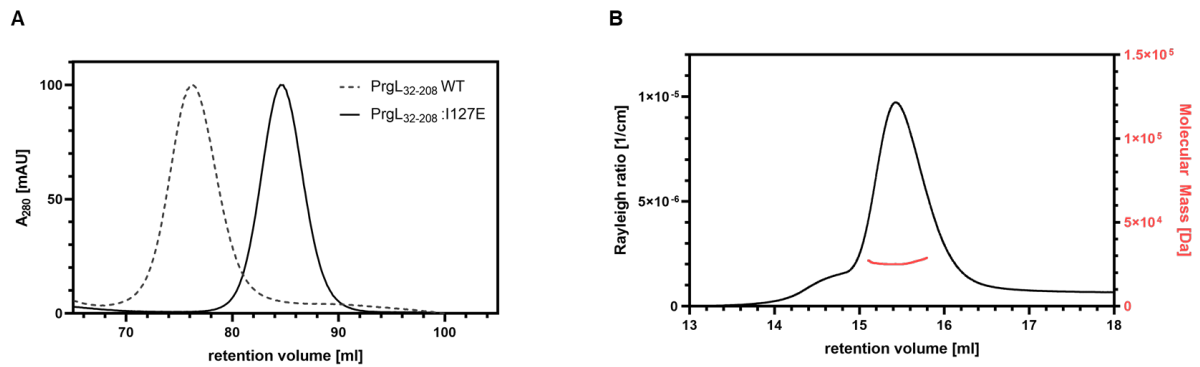 A
100
50
0
A280 [mAU]
70 80 90 100
retention volume [ml]
PrgL32-208 WT
PrgL32-208 :I127E
B
1×10-5
5×10-6
0
Rayleigh ratio [1/cm]
13 14 15 16 17 18
retention volume [ml]
1.5×105
1×105
5×104
0
Molecular Mass [Da]